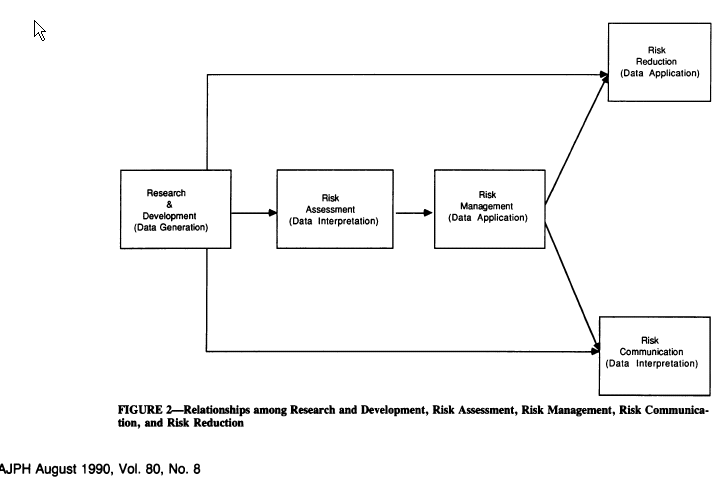 Risk
Reduction
(Data Application)
Research
&
Development
(Data Generation)
Risk
Assessment
(Data Interpretation)
Risk
Management
(Data Application)
Risk
Communication
(Data Interpretation)
FIGURE 2—Relationships among Research and Development, Risk Assessment, Risk Management, Risk Communica-
tion, and Risk Reduction
AJPH August 1990, Vol. 80, No. 8